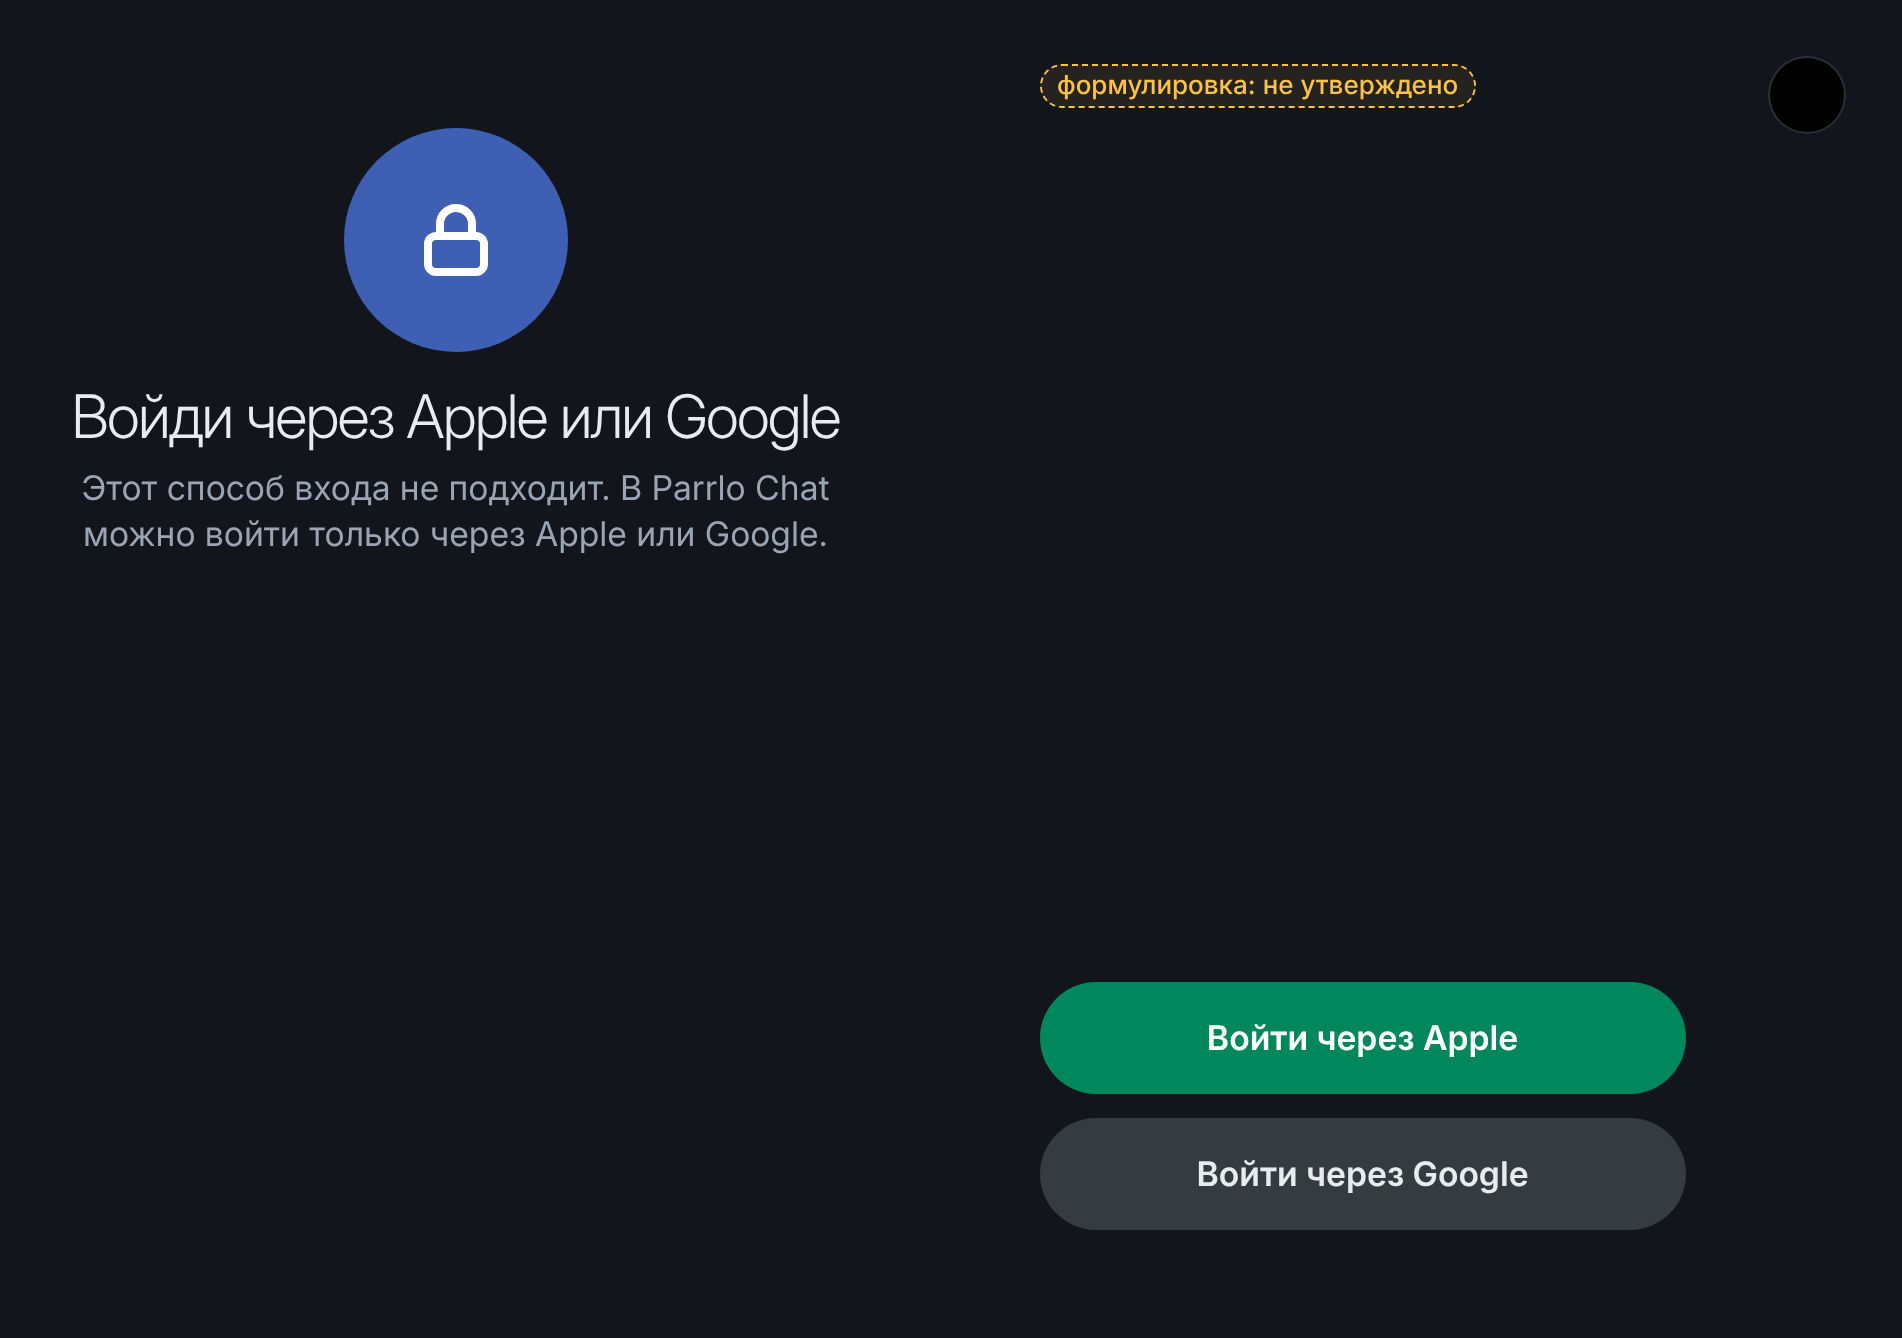 формулировка: не утверждено
Войди через Apple или Google
Этот способ входа не подходит. В Parrlo Chat
можно войти только через Apple или Google.
Войти через Apple
Войти через Google